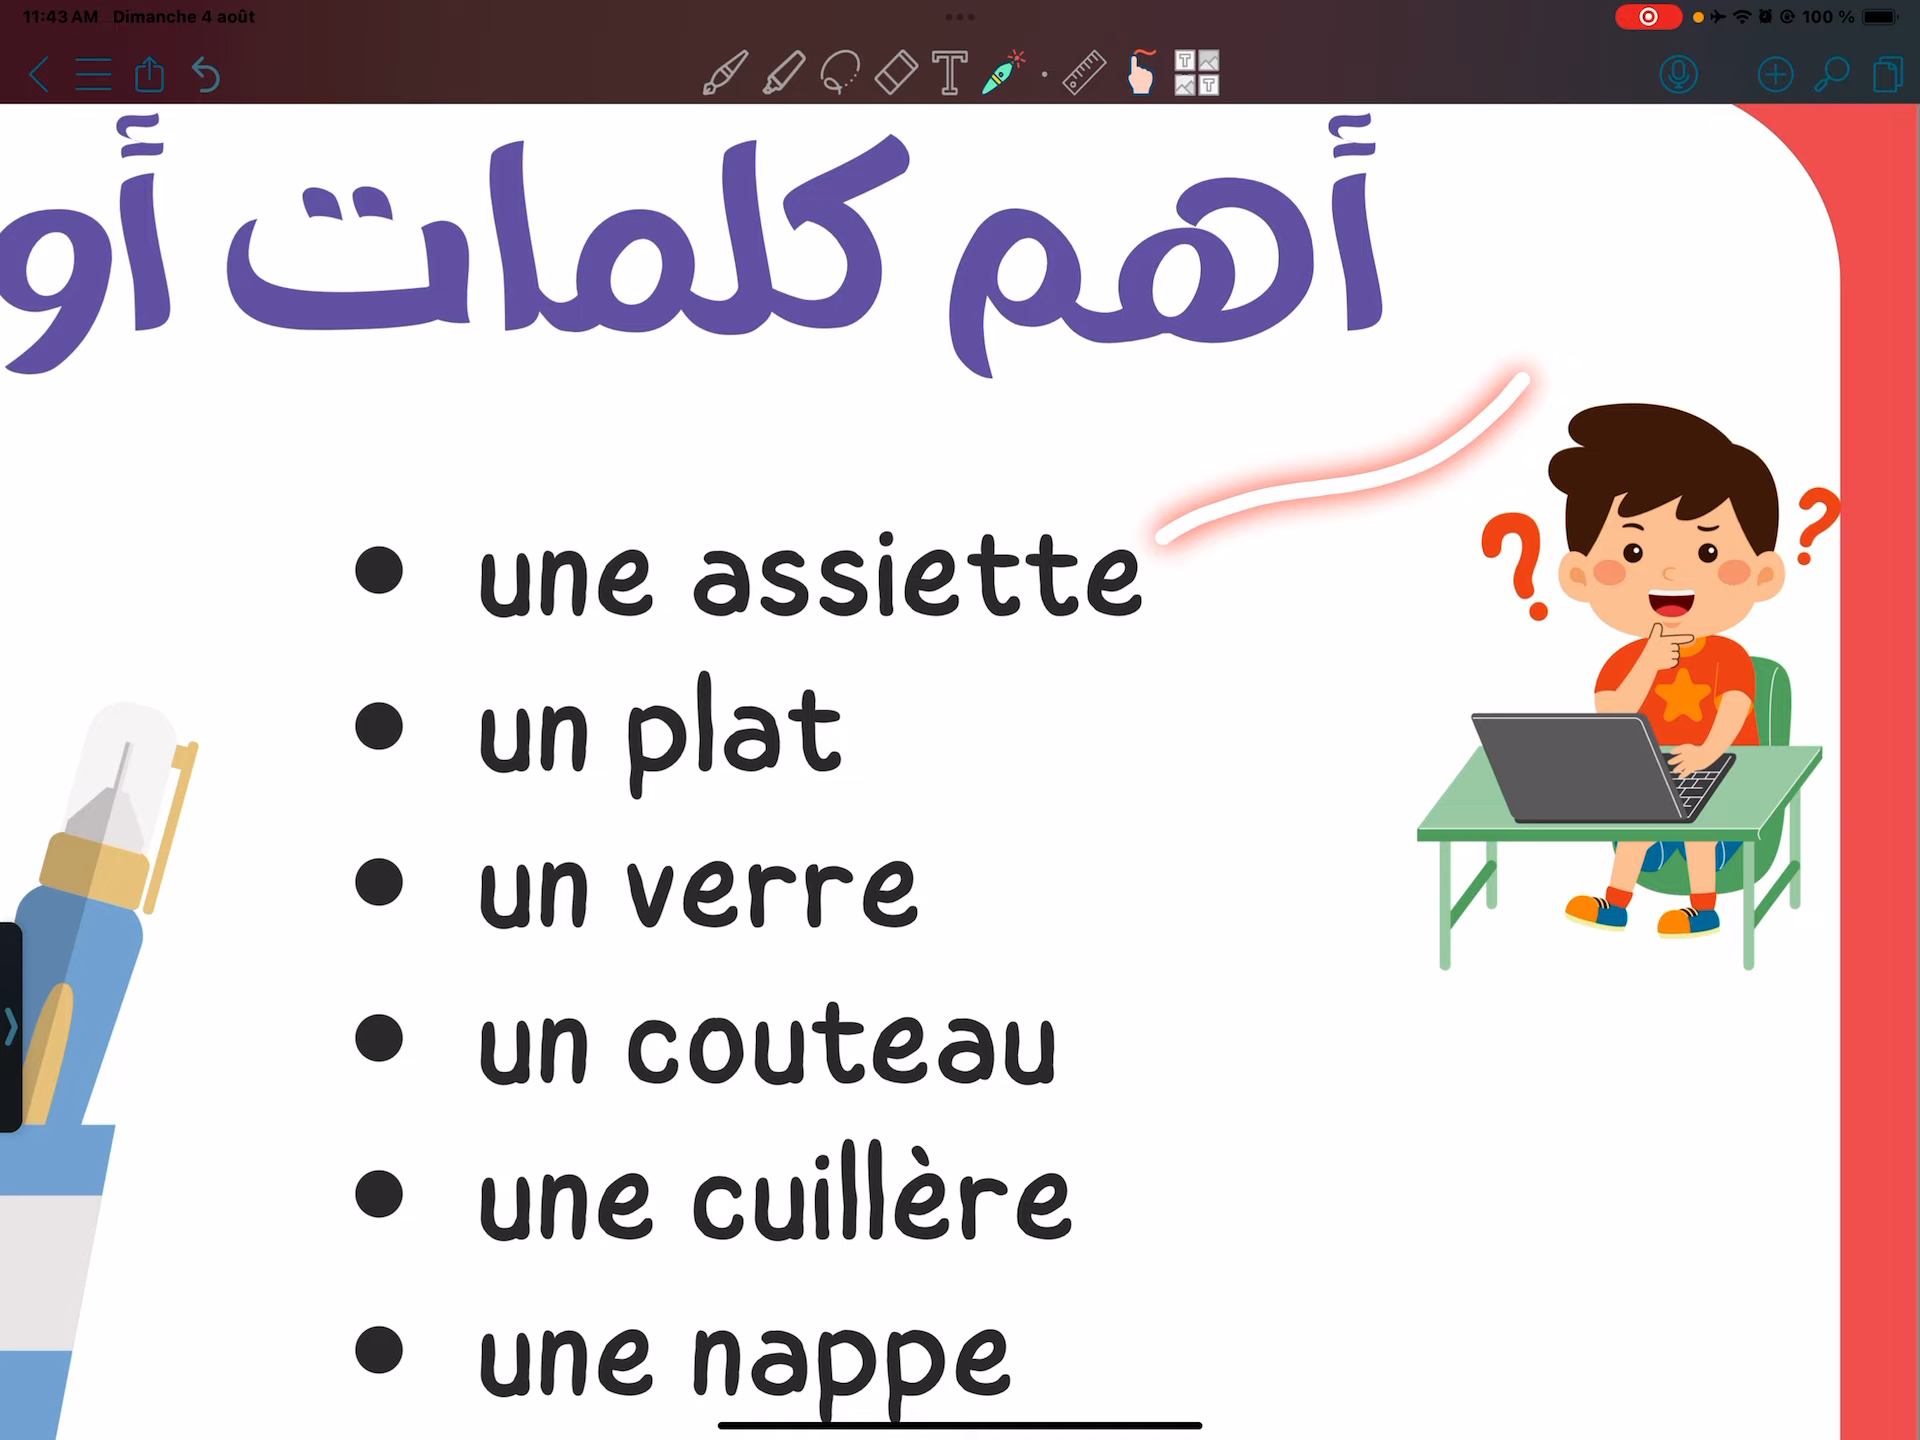 11:43 AM Dimanche 4 août
100 %
أهم كلمات أو
une assiette
un plat
un verre
un couteau
une cuillère
une nappe